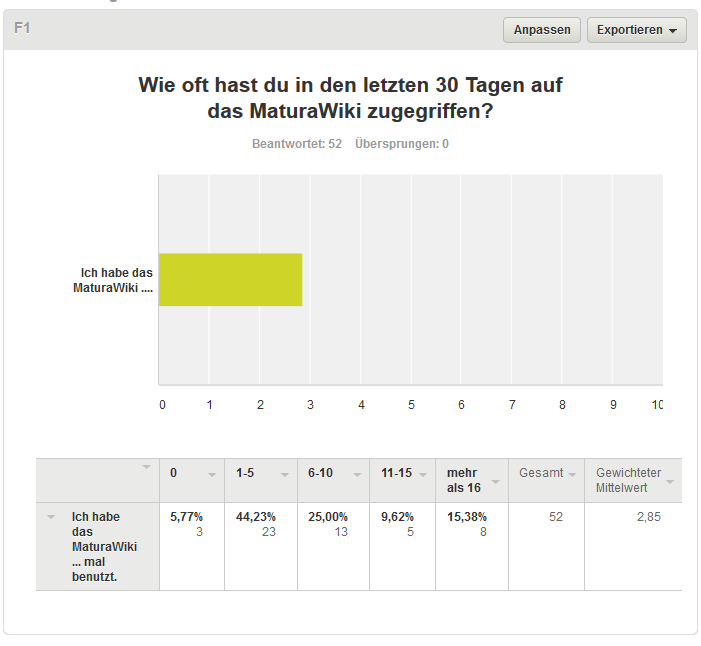 F1
Anpassen
Exportieren
Wie oft hast du in den letzten 30 Tagen auf
das MaturaWiki zugegriffen?
Beantwortet: 52 Übersprungen: 0
Ich habe das
MaturaWiki ....
0 1 2 3 4 5 6 7 8 9 10
0 1-5 6-10 11-15 mehr
als 16
Gesamt
Gewichteter
Mittelwert
Ich habe
das
MaturaWiki
... mal
benutzt.
5,77% 44,23% 25,00% 9,62% 15,38% 52 2,85
3 23 13 5 8